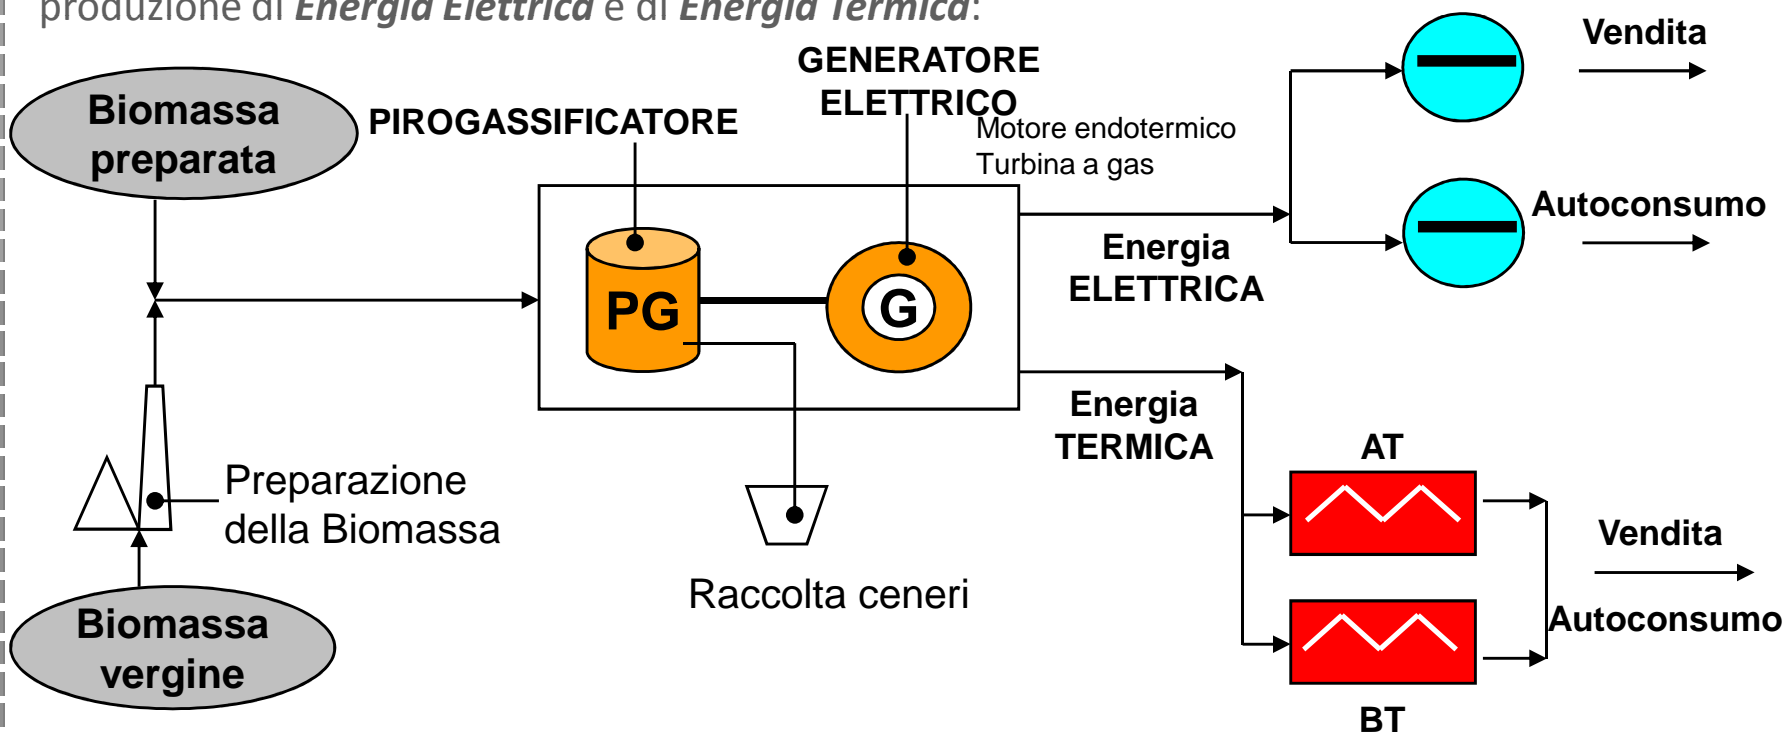 produzione di Energia Elettrica e di Energia Termica:
Biomassa
preparata
PIROGASSIFICATORE
GENERATORE
ELETTRICO
Motore endotermico
Turbina a gas
Vendita
Autoconsumo
Energia
ELETTRICA
PG
G
Energia
TERMICA
AT
Preparazione
della Biomassa
Raccolta ceneri
Vendita
Autoconsumo
Biomassa
vergine
BT